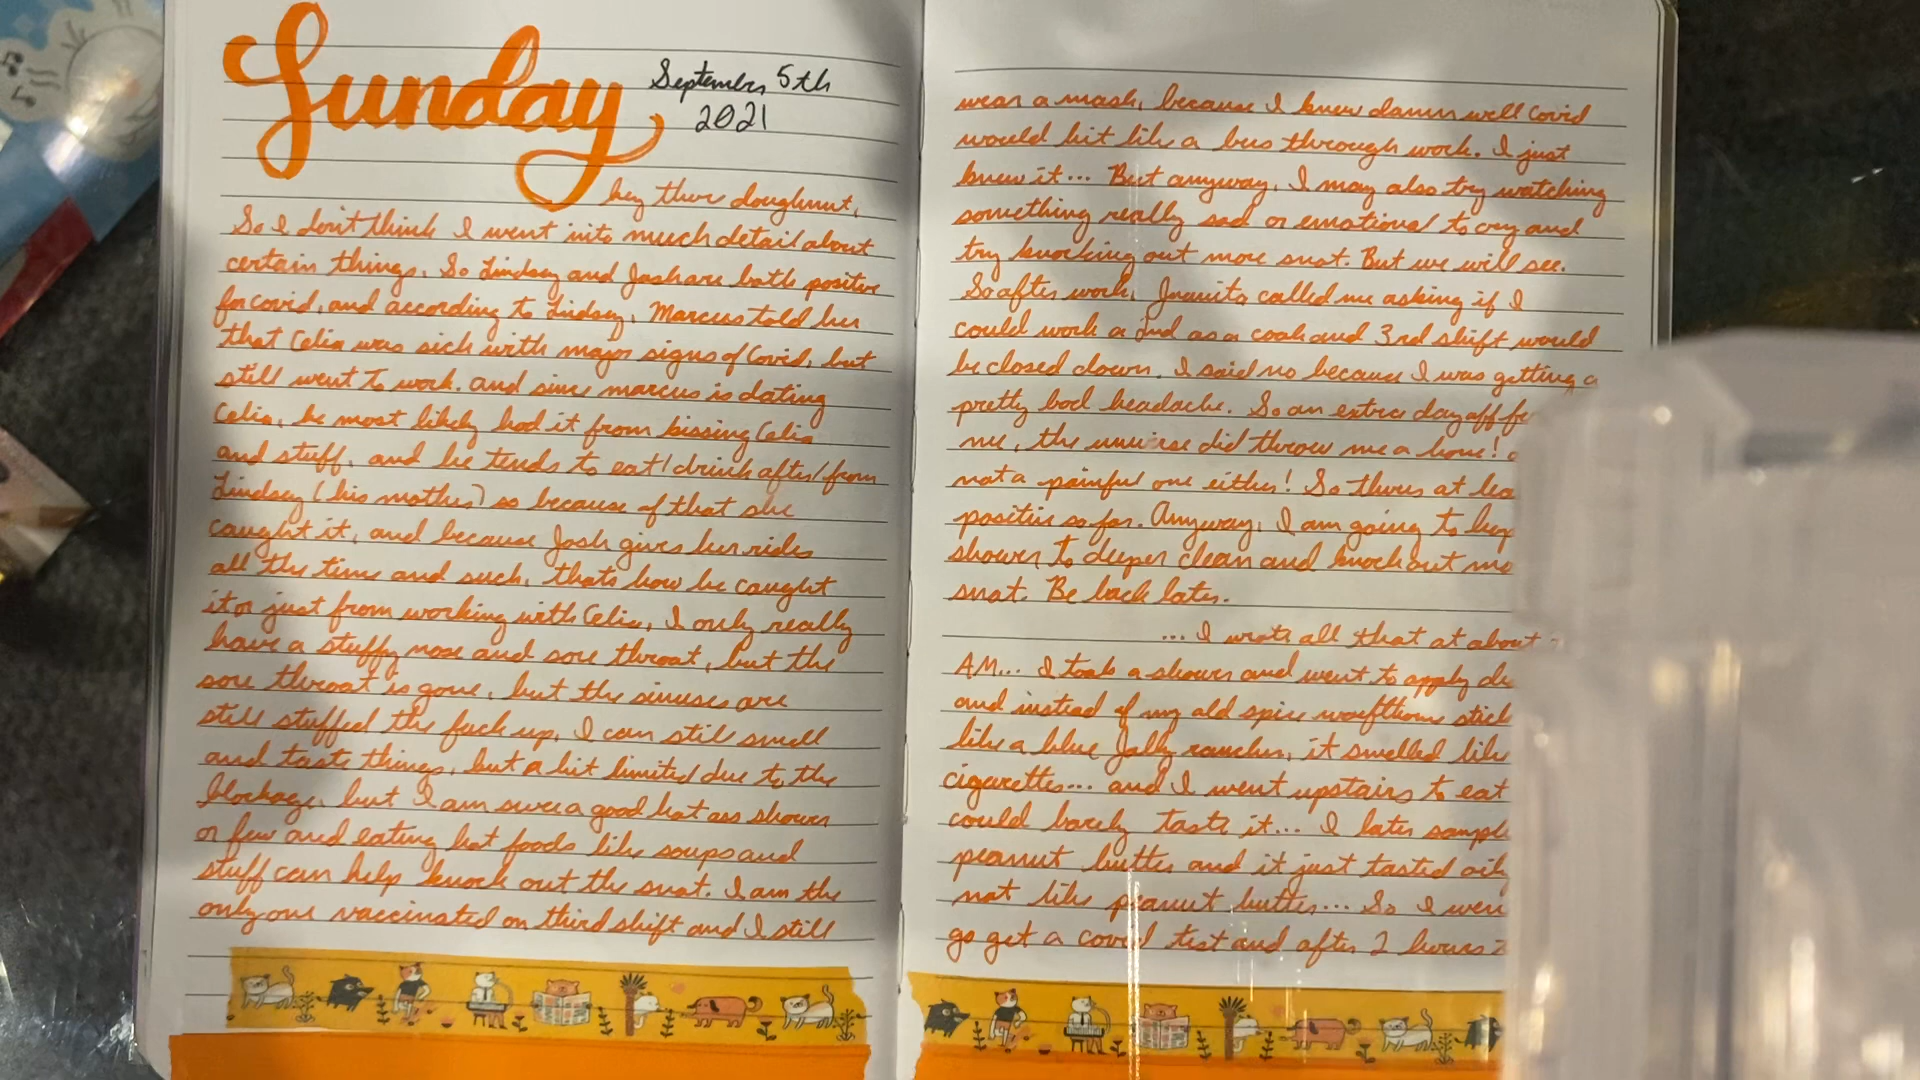 Sunday
September 5th
2021
hey there doughnut,
So I don't think I went into much detail about
certain things. So Lindsey and Josh are both positive
for covid, and according to Lindsey, Marcus told her
that Celia was sick with major signs of Covid, but
still went to work. and since marcus is dating
Celia, he most likely had it from kissing Celia
and stuff, and he tends to eat/drink after/from
Lindsey (his mother) so because of that she
caught it, and because Josh gives her rides
all the time and such, thats how he caught
it or just from working with Celia, I only really
have a stuffy nose and sore throat, but the
sore throat is gone, but the sinuses are
still stuffed the fuck up, I can still smell
and taste things, but a bit limited due to the
blockage, but I am sure a good hot ass shower
or few and eating hot foods like soups and
stuff can help knock out the snot. I am the
only one vaccinated on third shift and I still
wear a mask, because I knew damn well Covid
would hit like a bus through work. I just
knew it... But anyway, I may also try watching
something really sad or emotional to cry and
try knocking out more snot. But we will see.
So after work, Juanita called me asking if I
could work a 2nd as a cook and 3rd shift would
be closed down, I said no because I was getting a
pretty bad headache. So an extra day off
me, the universe did throw me a bone!
not a painful one either! So theres at
positive so far. Anyway, I am going to
shower to deeper clean and knock out
snot. Be back later.
... I wrote all that at about
AM... I took a shower and went to apply
and instead of my old spice wolfthorn stick
like a blue Jolly rancher, it smelled like
cigarettes... and I went upstairs to eat
could barely taste it... I later
peanut butter and it just tasted oily
not like peanut butter... So I
go get a covid test and after 2 hours